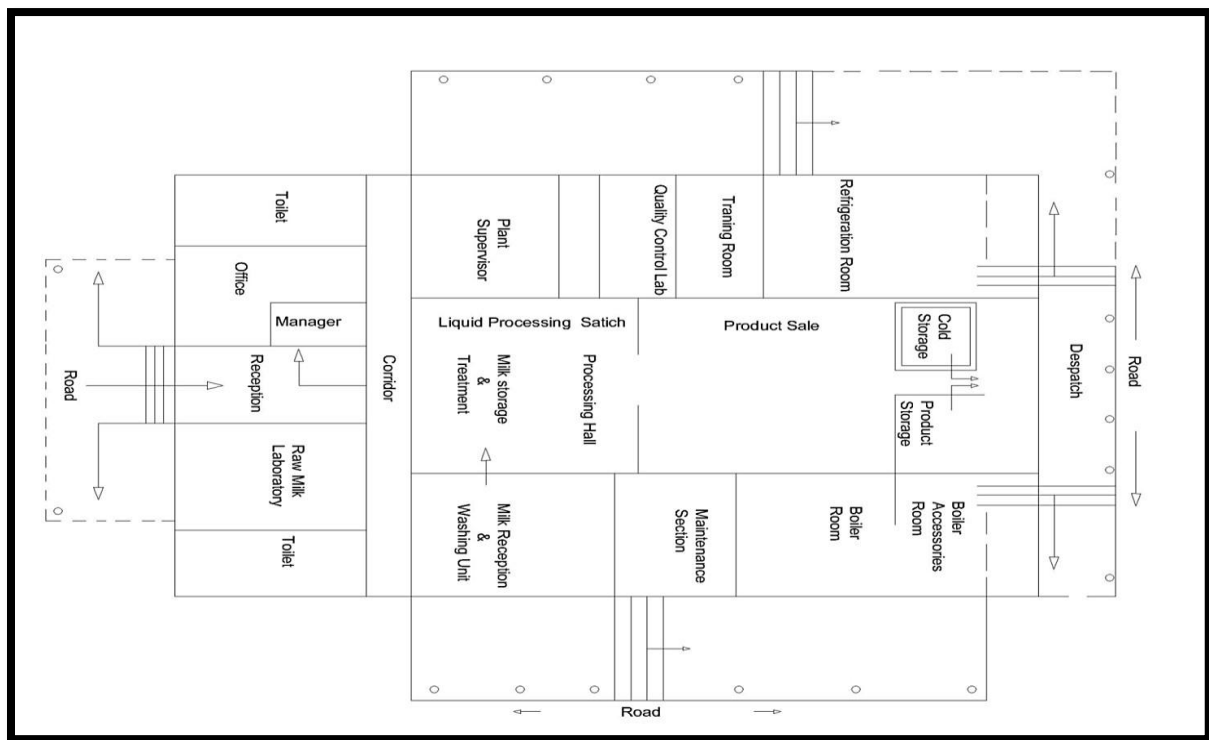 Toilet
Office
Manager
Road
Reception
Raw Milk
Laboratory
Toilet
Corridor
Plant
Supervisor
Quality Control Lab
Traning Room
Refrigeration Room
Liquid Processing Satich
Product Sale
Milk storage
&
Treatment
Processing Hall
Cold
Storage
Product
Storage
Despatch
Road
Milk Reception
&
Washing Unit
Maintenance
Section
Boiler
Room
Boiler
Accessories
Room
Road